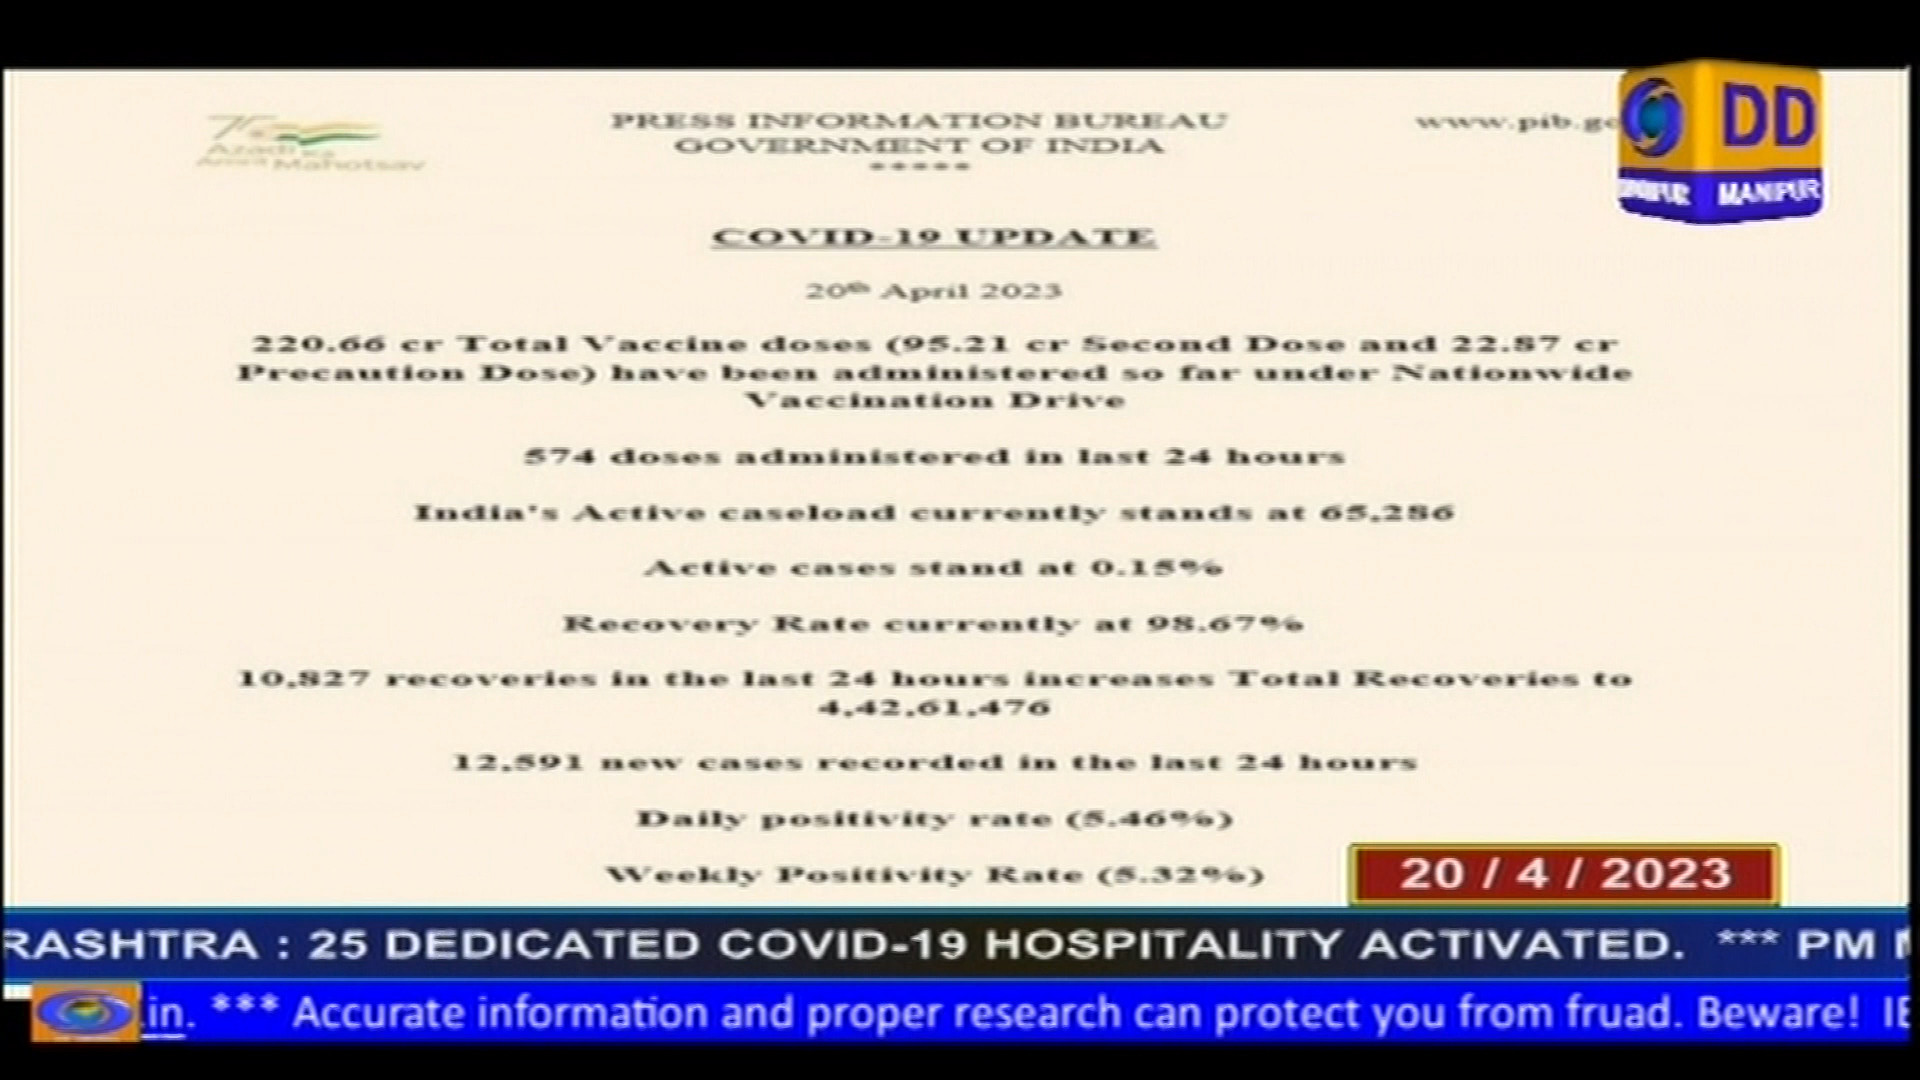 Azadi Ka
Amrit Mahotsav
PRESS INFORMATION BUREAU
GOVERNMENT OF INDIA
*****
www.pib.go
DD
MANIPUR
COVID-19 UPDATE
20th April 2023
220.66 cr Total Vaccine doses (95.21 cr Second Dose and 22.87 cr
Precaution Dose) have been administered so far under Nationwide
Vaccination Drive
574 doses administered in last 24 hours
India's Active caseload currently stands at 65,286
Active cases stand at 0.15%
Recovery Rate currently at 98.67%
10,827 recoveries in the last 24 hours increases Total Recoveries to
4,42,61,476
12,591 new cases recorded in the last 24 hours
Daily positivity rate (5.46%)
Weekly Positivity Rate (5.32%)
20 / 4 / 2023
RASHTRA : 25 DEDICATED COVID-19 HOSPITALITY ACTIVATED. *** PM
.in. *** Accurate information and proper research can protect you from fruad. Beware!